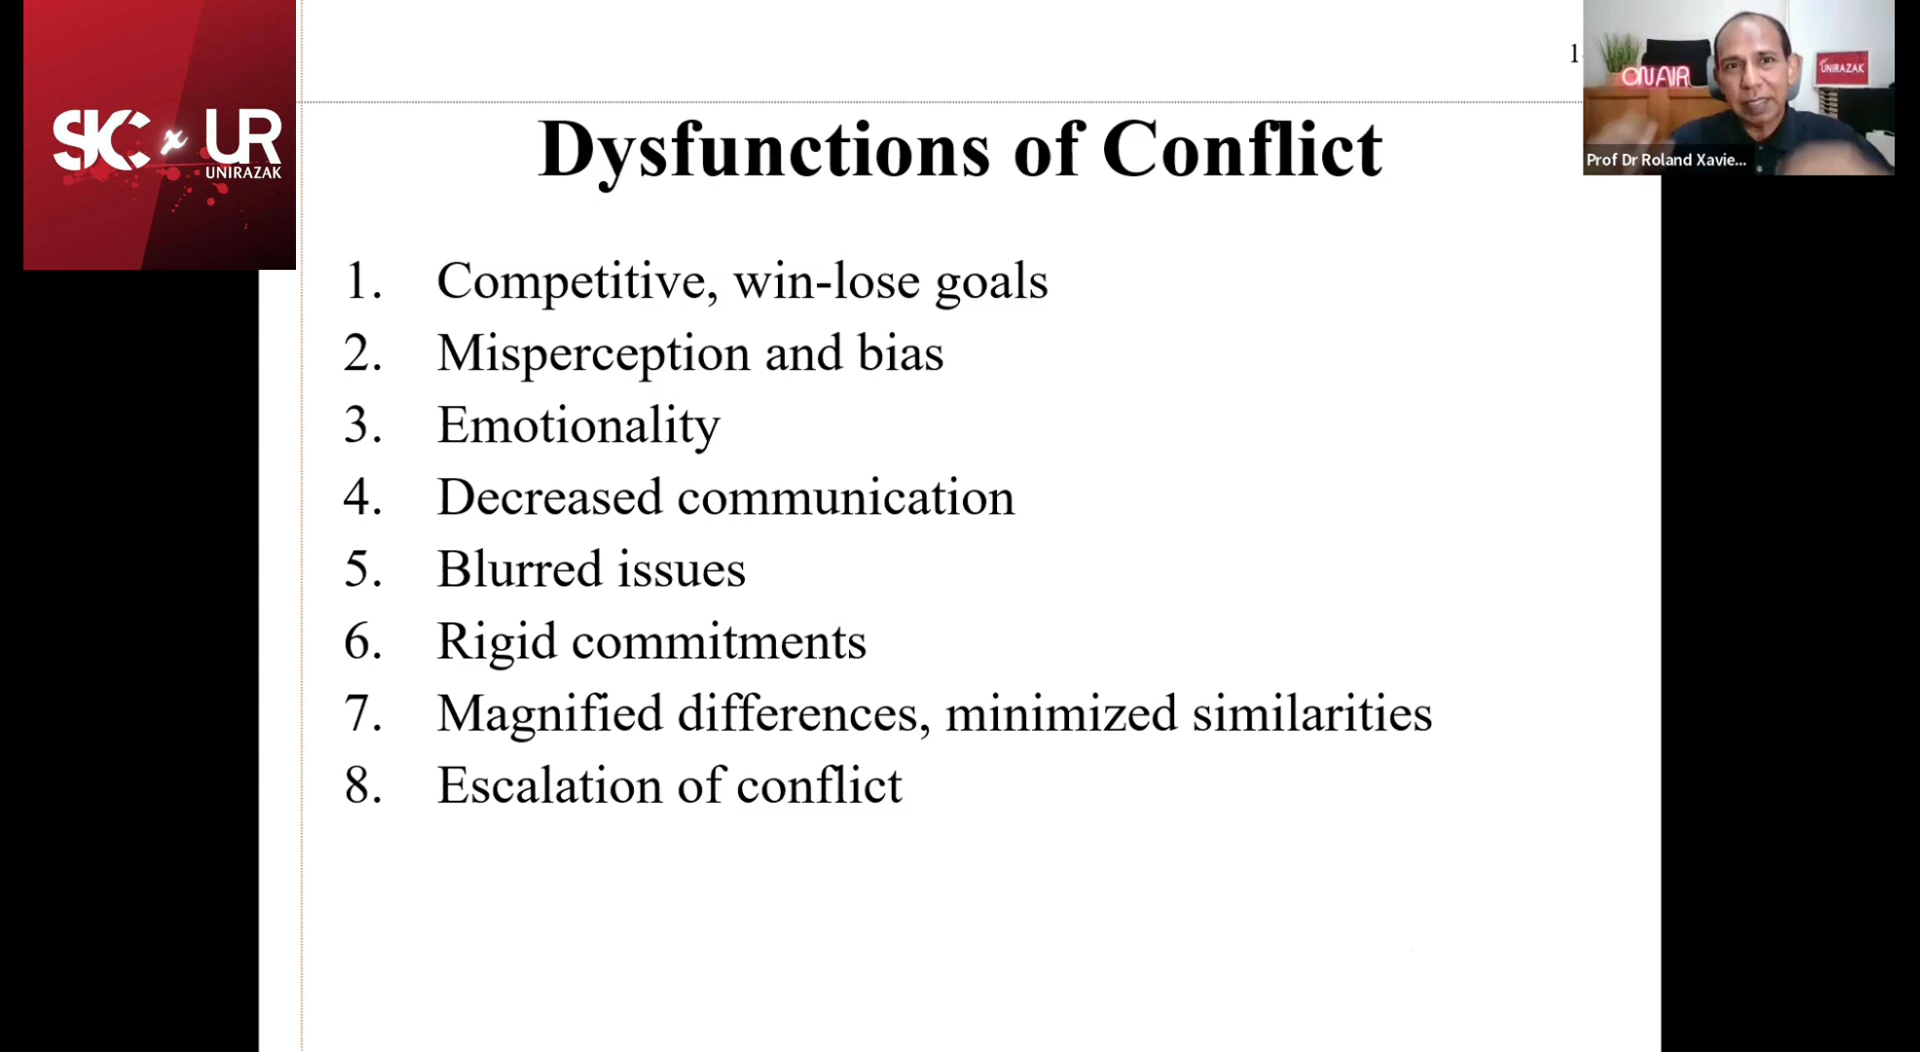 SKC x UR
UNIRAZAK
ON AIR
UNIRAZAK
Prof Dr Roland Xavie...
Dysfunctions of Conflict
1. Competitive, win-lose goals
2. Misperception and bias
3. Emotionality
4. Decreased communication
5. Blurred issues
6. Rigid commitments
7. Magnified differences, minimized similarities
8. Escalation of conflict